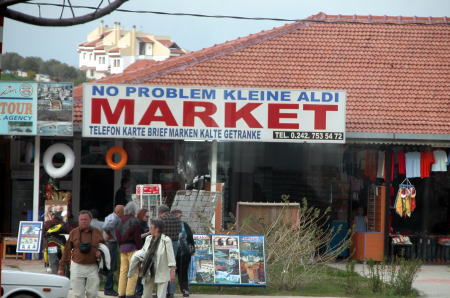 NO PROBLEM KLEINE ALDI
MARKET
TELEFON KARTE BRIEF MARKEN KALTE GETRANKE
TEL: 0.242. 753 54 72
TOUR
AGENCY